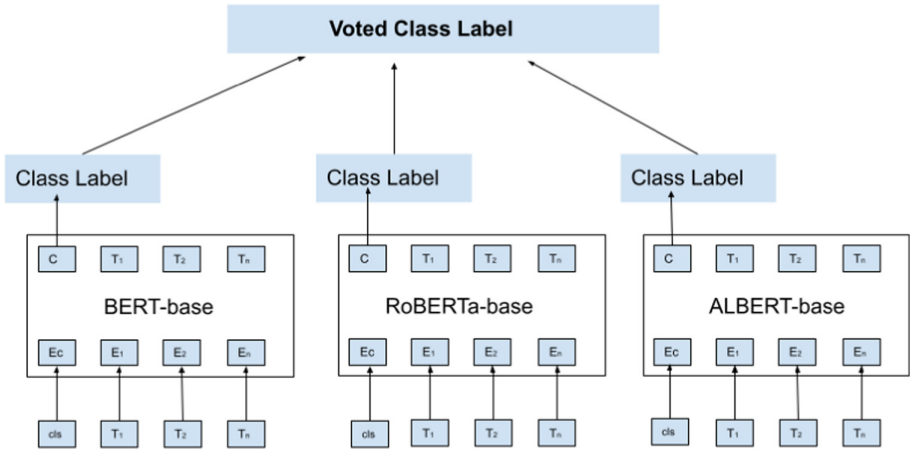 Voted Class Label
Class Label Class Label Class Label
C T1 T2 Tn C T1 T2 Tn C T1 T2 Tn
BERT-base RoBERTa-base ALBERT-base
Ec E1 E2 En Ec E1 E2 En Ec E1 E2 En
cls T1 T2 Tn cls T1 T2 Tn cls T1 T2 Tn